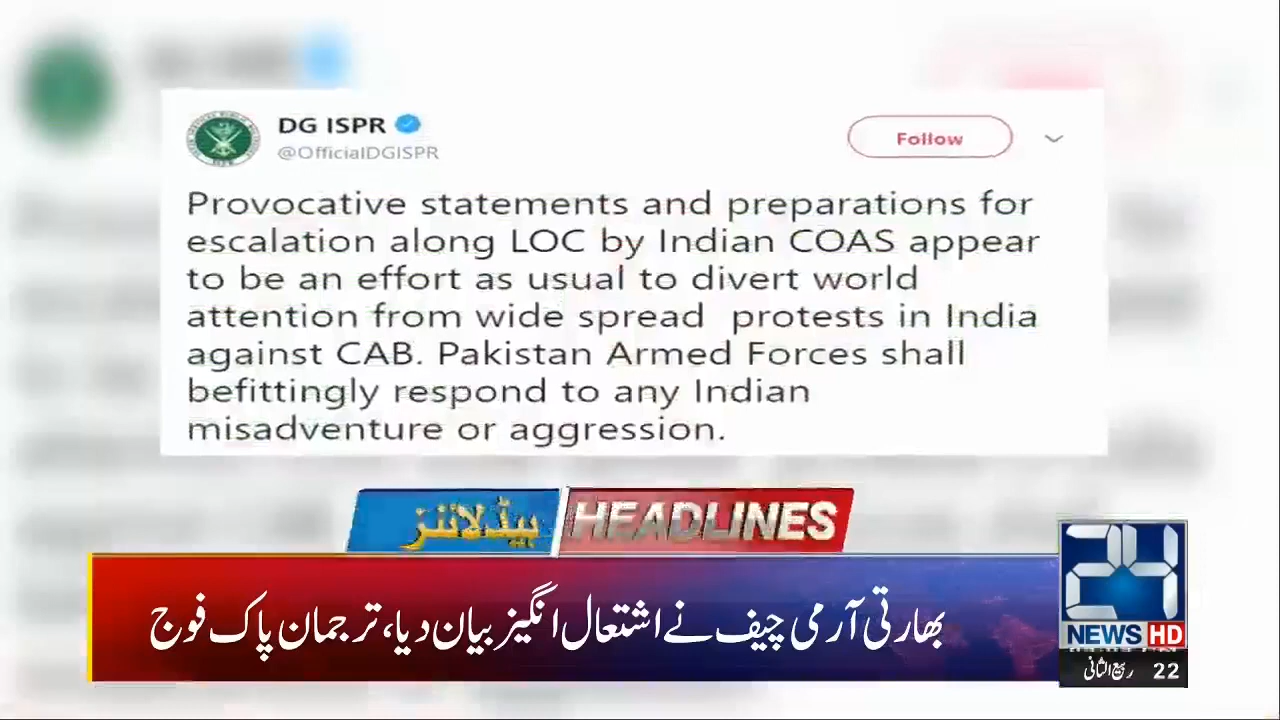 DG ISPR
@OfficialDGISPR
Follow
Provocative statements and preparations for
escalation along LOC by Indian COAS appear
to be an effort as usual to divert world
attention from wide spread protests in India
against CAB. Pakistan Armed Forces shall
befittingly respond to any Indian
misadventure or aggression.
ہیڈلائنز HEADLINES
بھارتی آرمی چیف نے اشتعال انگیز بیان دیا، ترجمان پاک فوج
24
NEWS HD
22 ربیع الثانی